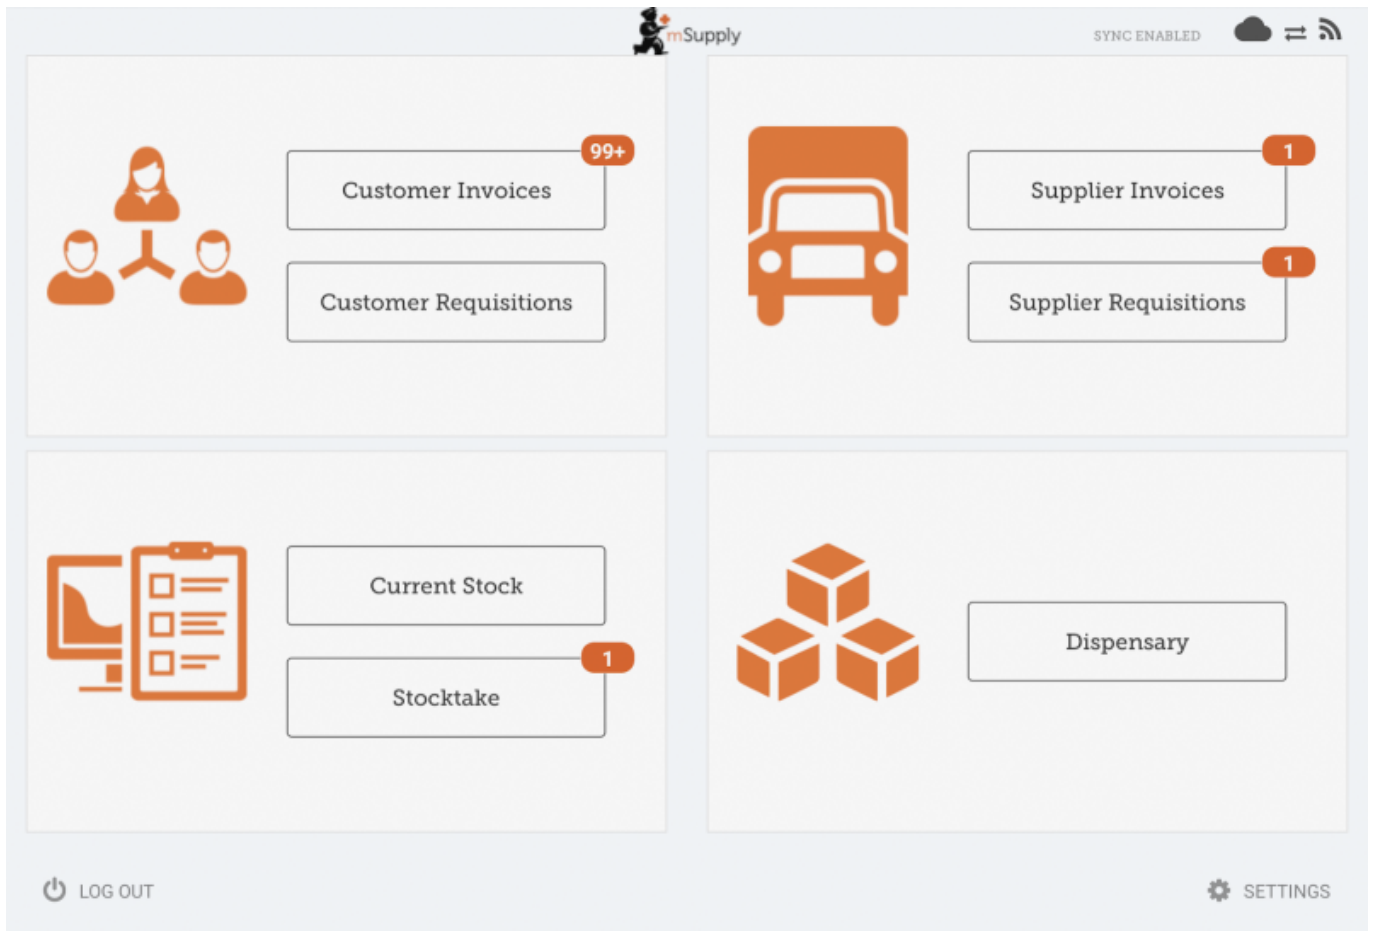 mSupply
SYNC ENABLED
99+
Customer Invoices
Customer Requisitions
1
Supplier Invoices
1
Supplier Requisitions
Current Stock
1
Stocktake
Dispensary
LOG OUT
SETTINGS